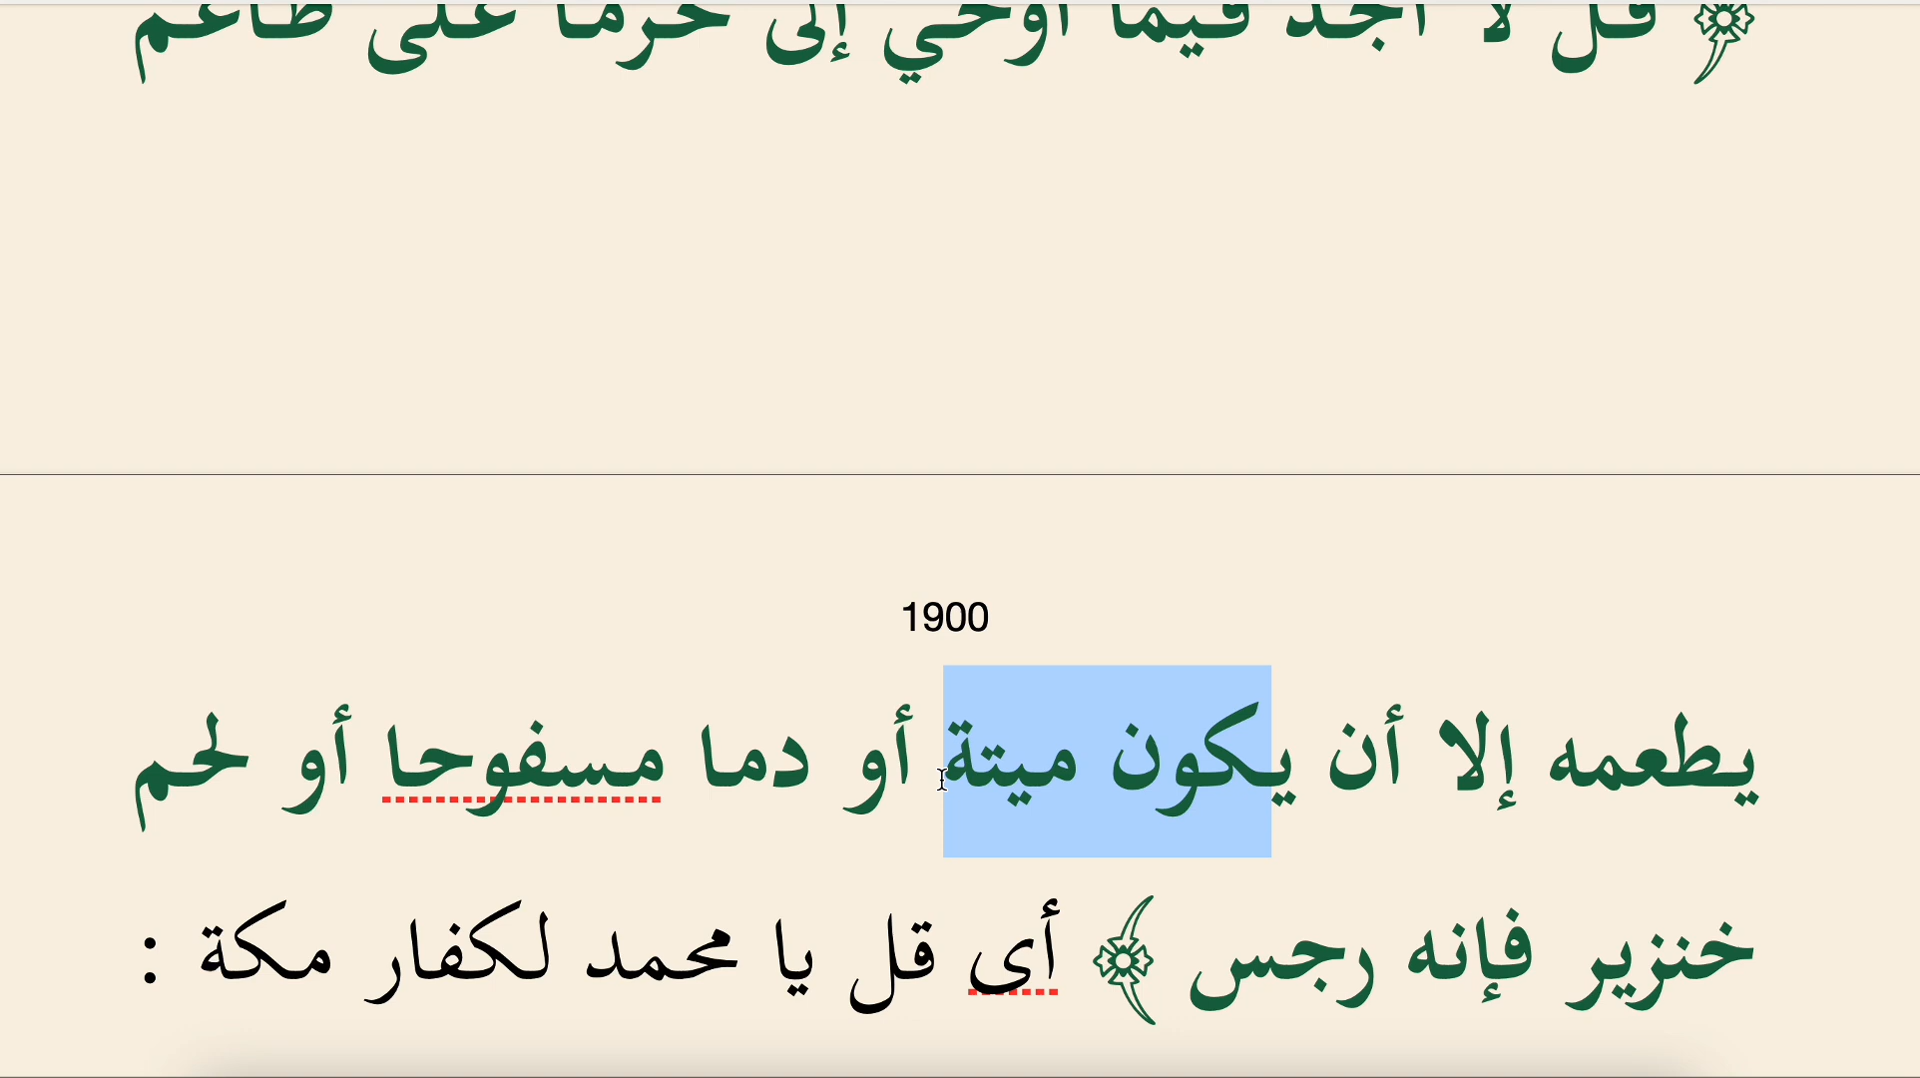 ﴿ قل لا أجد فيما أوحي إلى محرما على طاعم
1900
يطعمه إلا أن يكون ميتة أو دما مسفوحا أو لحم
خنزير فإنه رجس ﴾ أى قل يا محمد لكفار مكة :